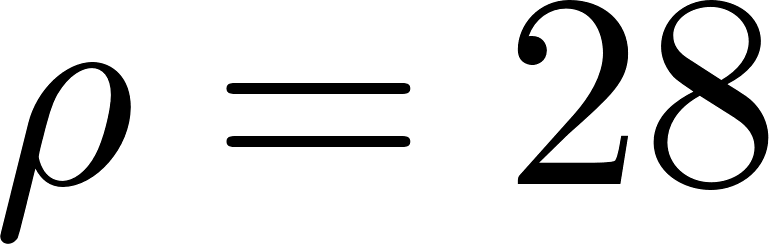 ρ = 28